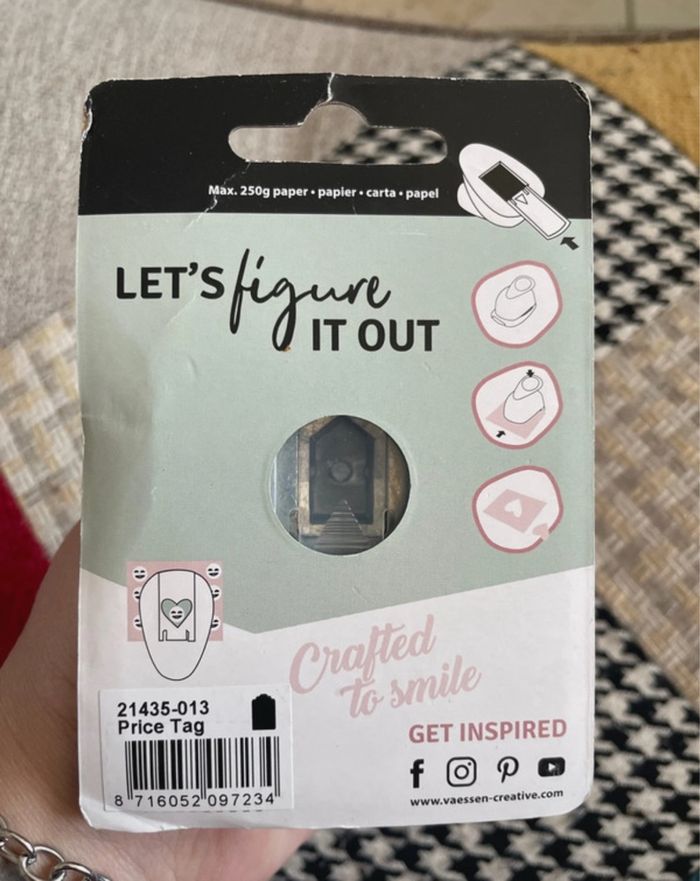 Max. 250g paper • papier • carta • papel
LET'S figure
IT OUT
Crafted
to smile
21435-013
Price Tag
8 716052 097234
GET INSPIRED
www.vaessen-creative.com